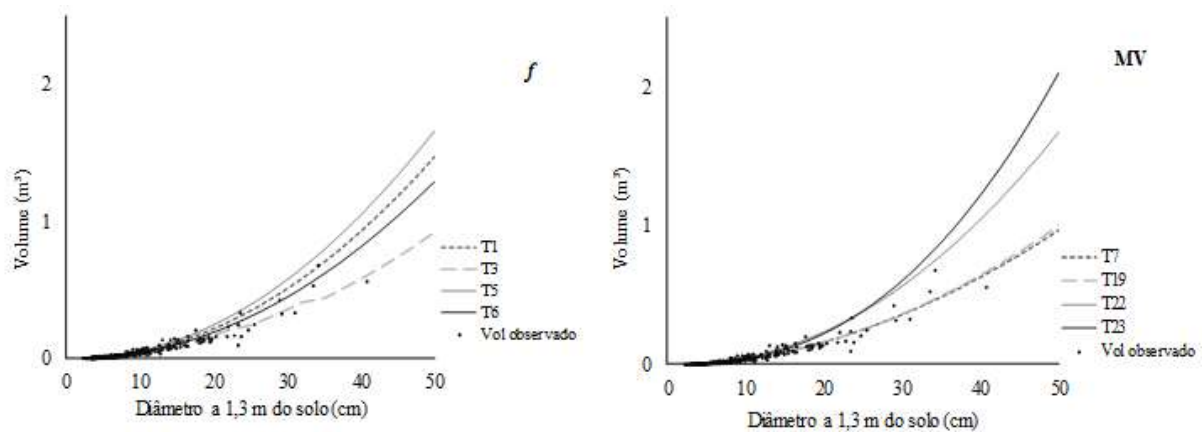 f
2
1
0
Volume (m³)
0
10
20
30
40
50
Diâmetro a 1,3 m do solo (cm)
T1
T3
T5
T6
Vol observado
MV
2
1
0
Volume (m³)
0
10
20
30
40
50
Diâmetro a 1,3 m do solo (cm)
T7
T19
T22
T23
Vol observado